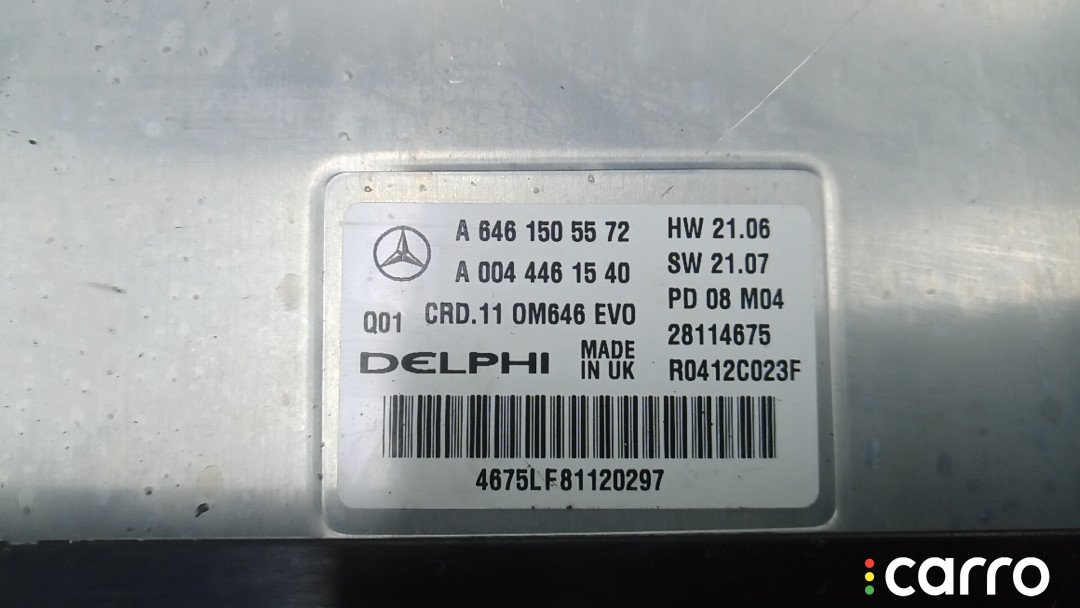 A 646 150 55 72
A 004 446 15 40
Q01 CRD.11 OM646 EVO
DELPHI MADE IN UK
HW 21.06
SW 21.07
PD 08 M04
28114675
R0412C023F
4675LF81120297
carro